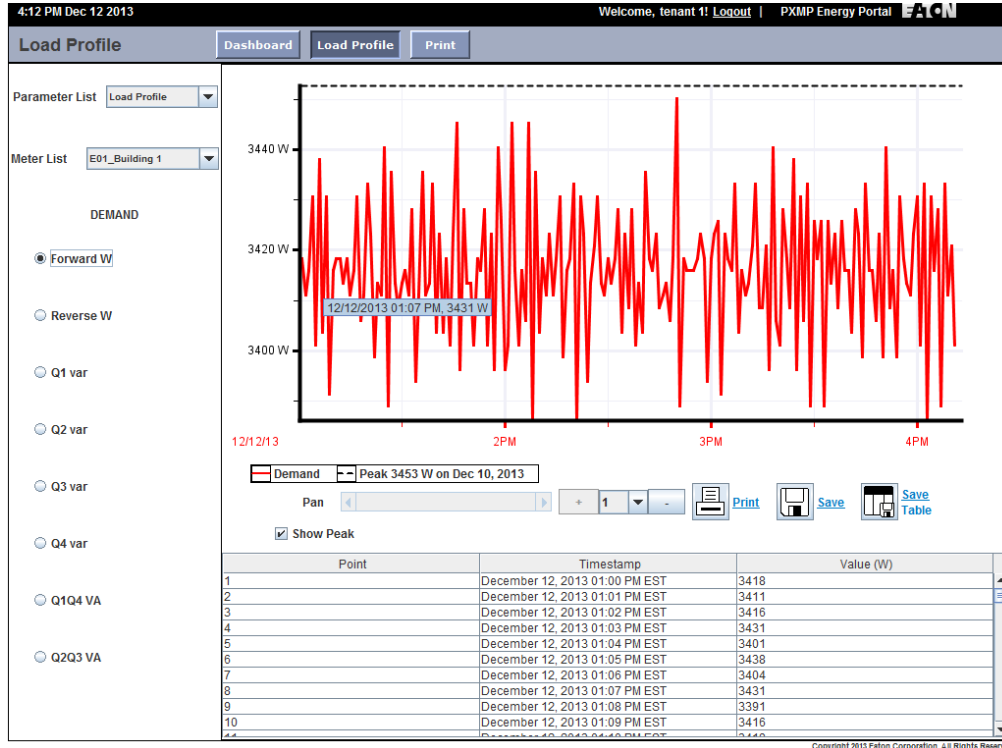 4:12 PM Dec 12 2013 Welcome, tenant 1! Logout | PXMP Energy Portal EATON
Load Profile Dashboard Load Profile Print
Parameter List Load Profile
Meter List E01_Building 1
DEMAND
Forward W
Reverse W
Q1 var
Q2 var
Q3 var
Q4 var
Q1Q4 VA
Q2Q3 VA
3440 W
3420 W
12/12/2013 01:07 PM, 3431 W
3400 W
12/12/13 2PM 3PM 4PM
Demand Peak 3453 W on Dec 10, 2013
Pan + 1 - Print Save Save Table
Show Peak
Point Timestamp Value (W)
1 December 12, 2013 01:00 PM EST 3418
2 December 12, 2013 01:01 PM EST 3411
3 December 12, 2013 01:02 PM EST 3416
4 December 12, 2013 01:03 PM EST 3431
5 December 12, 2013 01:04 PM EST 3401
6 December 12, 2013 01:05 PM EST 3438
7 December 12, 2013 01:06 PM EST 3404
8 December 12, 2013 01:07 PM EST 3431
9 December 12, 2013 01:08 PM EST 3391
10 December 12, 2013 01:09 PM EST 3416
Copyright 2013 Eaton Corporation. All Rights